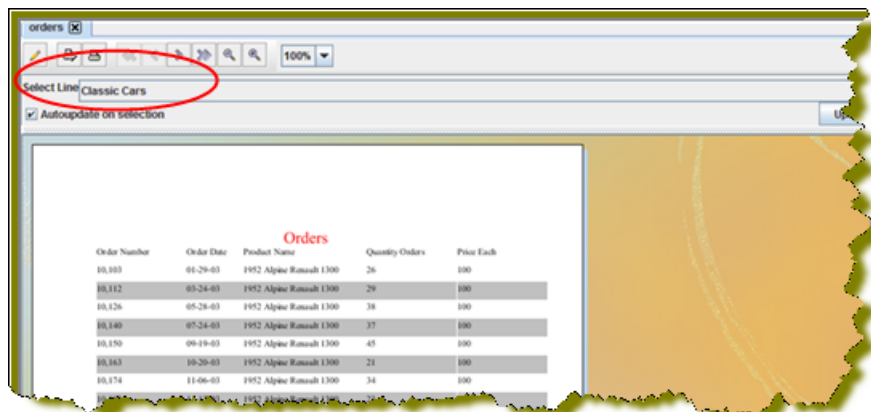 orders
100%
Select Line Classic Cars
Autoupdate on selection
Orders
Order Number Order Date Product Name Quantity Orders Price Each
10,103 01-29-03 1952 Alpine Renault 1300 26 100
10,112 03-24-03 1952 Alpine Renault 1300 29 100
10,126 05-28-03 1952 Alpine Renault 1300 38 100
10,140 07-24-03 1952 Alpine Renault 1300 37 100
10,150 09-19-03 1952 Alpine Renault 1300 45 100
10,163 10-20-03 1952 Alpine Renault 1300 21 100
10,174 11-06-03 1952 Alpine Renault 1300 34 100